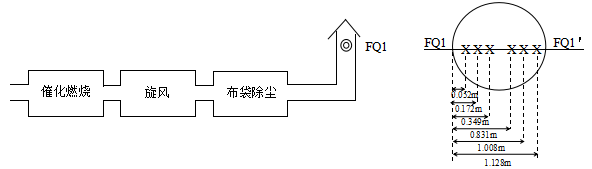 催化燃烧
旋风
布袋除尘
FQ1
FQ1
FQ1'
X X X X X X
0.052m
0.172m
0.349m
0.831m
1.008m
1.128m